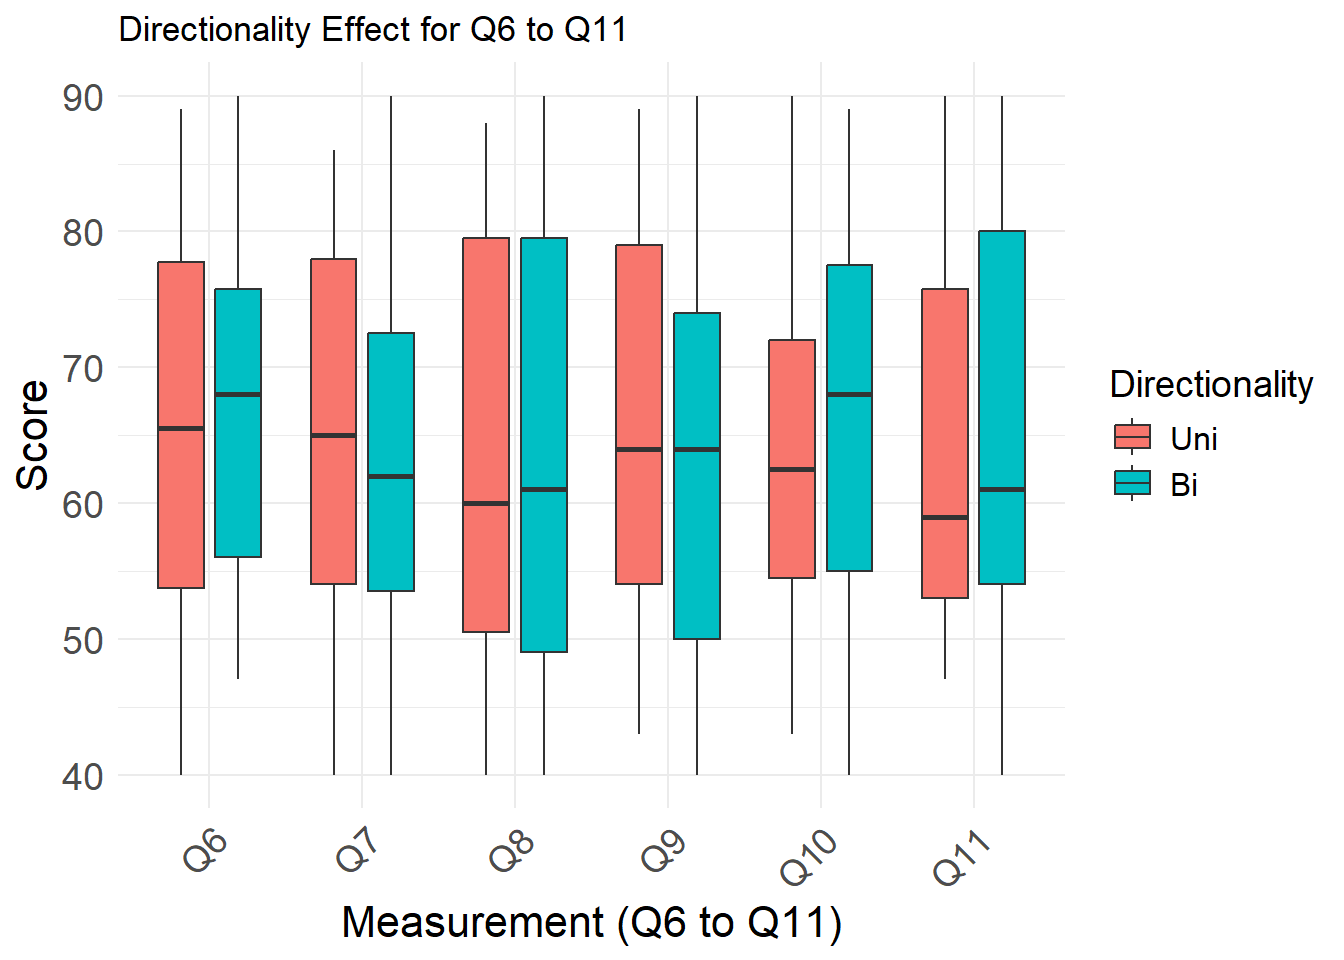 Directionality Effect for Q6 to Q11
90
80
70
60
50
40
Score
Q6
Q7
Q8
Q9
Q10
Q11
Measurement (Q6 to Q11)
Directionality
Uni
Bi